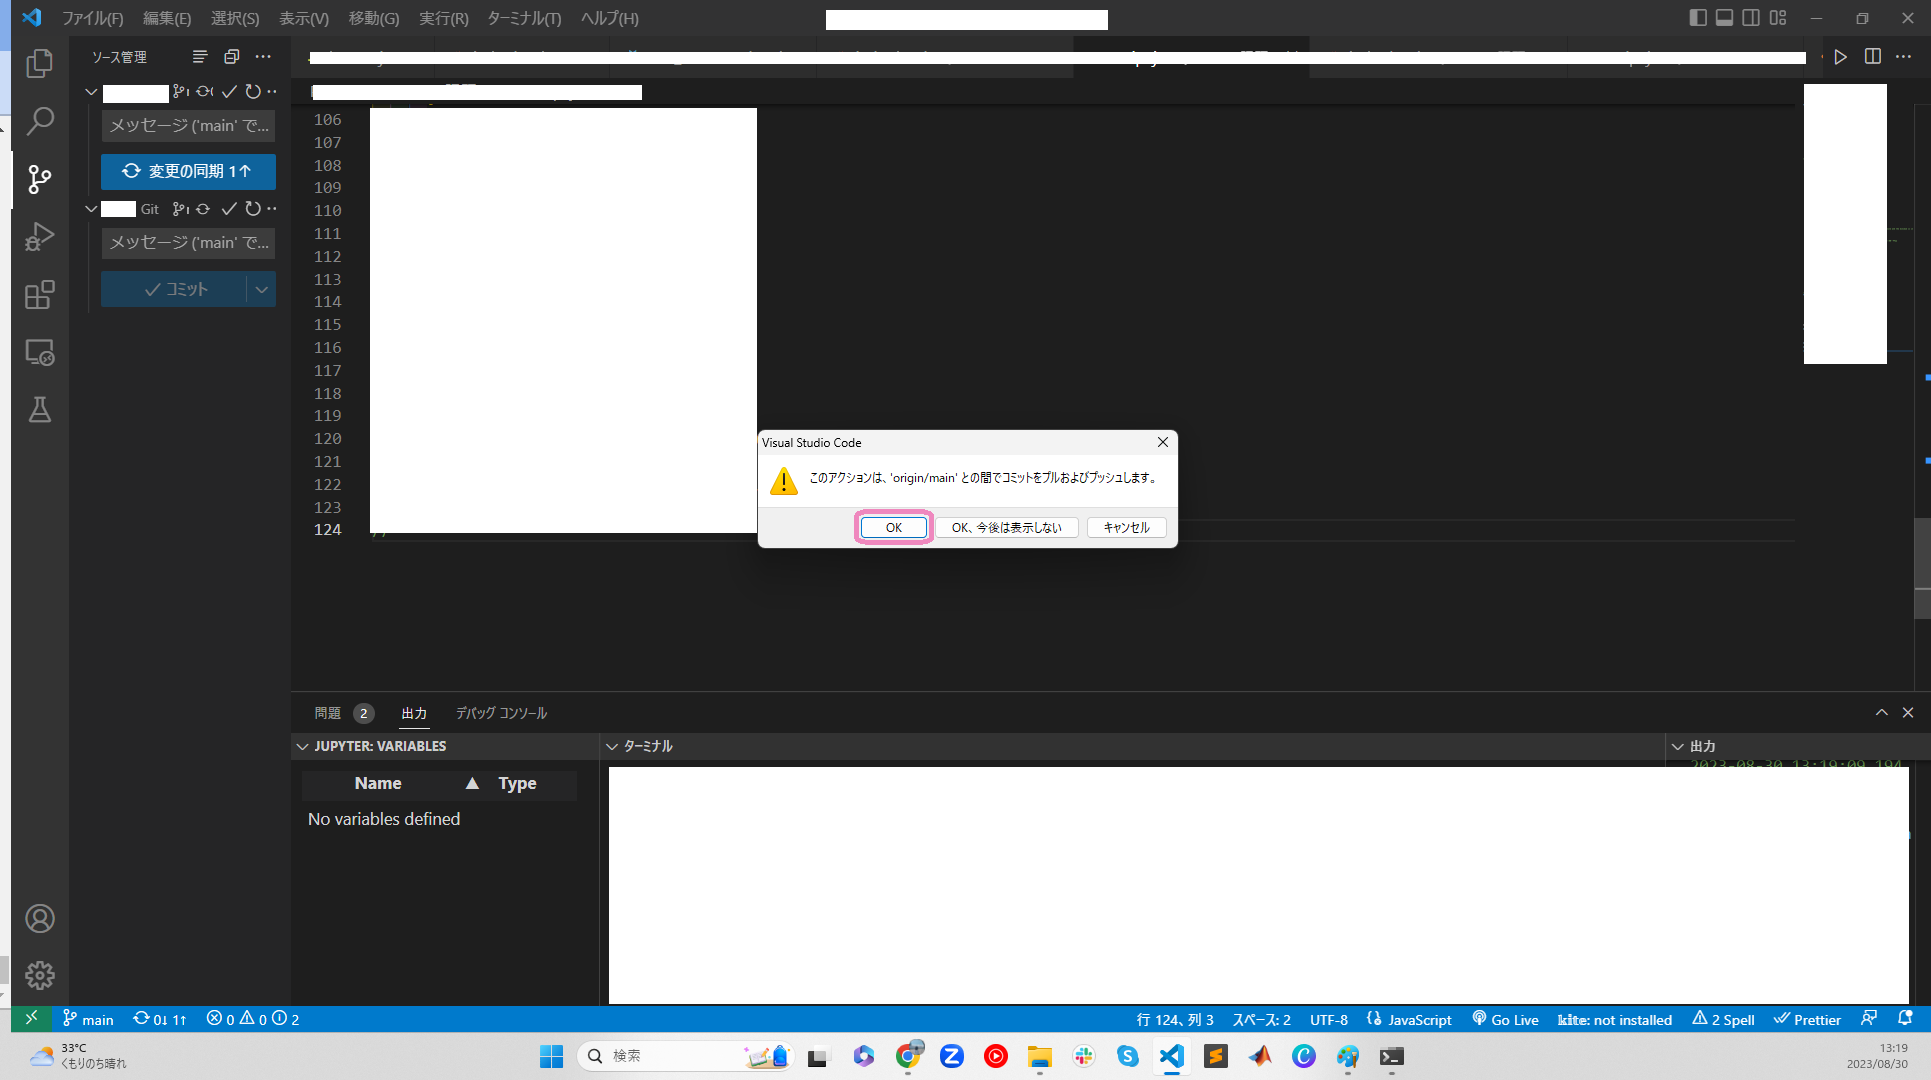 ファイル(F) 編集(E) 選択(S) 表示(V) 移動(G) 実行(R) ターミナル(T) ヘルプ(H)
ソース管理
メッセージ ('main' で...
変更の同期 1↑
Git
メッセージ ('main' で...
コミット
106
107
108
109
110
111
112
113
114
115
116
117
118
119
120
121
122
123
124
Visual Studio Code
このアクションは、'origin/main' との間でコミットをプルおよびプッシュします。
OK
OK、今後は表示しない
キャンセル
問題 2 出力 デバッグ コンソール
JUPYTER: VARIABLES
ターミナル
出力
2023-08-30 13:19:09.194
Name ▲ Type
No variables defined
main 0↓ 1↑ 0 0 2
行 124、列 3 スペース: 2 UTF-8 JavaScript Go Live kite: not installed 2 Spell Prettier
33°C
くもりのち晴れ
検索
13:19
2023/08/30